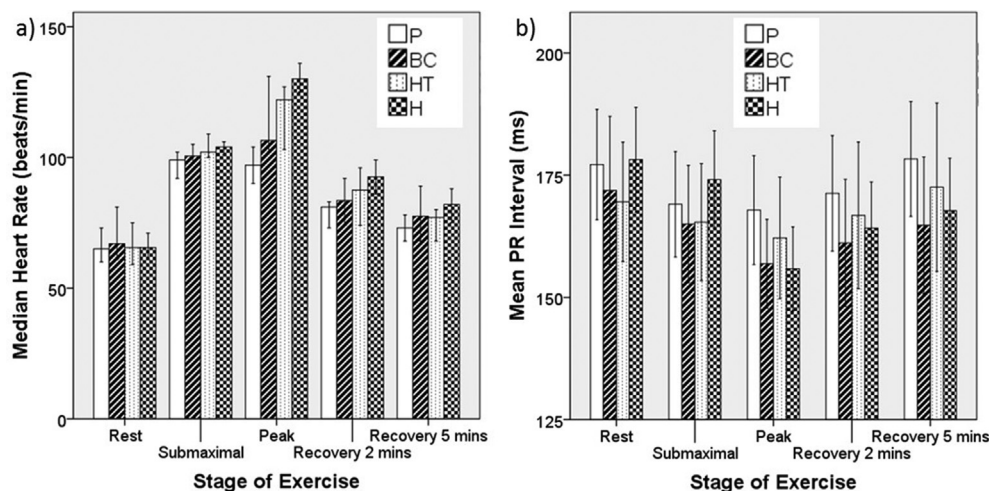 a)
150
100
50
0
Median Heart Rate (beats/min)
P
BC
HT
H
Rest
Submaximal
Peak
Recovery 2 mins
Recovery 5 mins
Stage of Exercise
b)
200
175
150
125
Mean PR Interval (ms)
P
BC
HT
H
Rest
Submaximal
Peak
Recovery 2 mins
Recovery 5 mins
Stage of Exercise